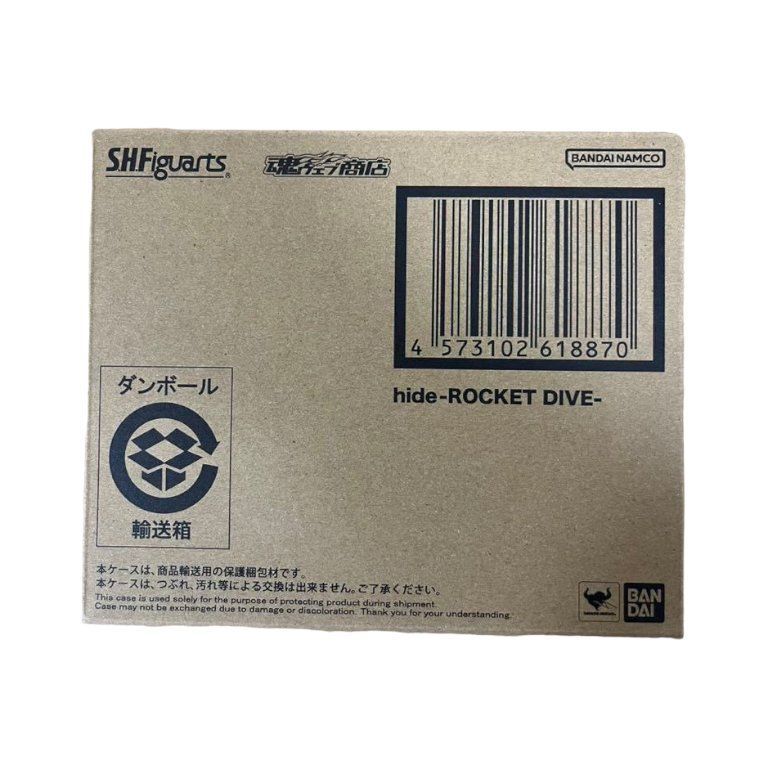 S.H.Figuarts®
魂ウェブ商店
BANDAI NAMCO
4 573102 618870
hide-ROCKET DIVE-
ダンボール
輸送箱
本ケースは、商品輸送用の保護梱包材です。
本ケースは、つぶれ、汚れ等による交換は出来ません。ご了承ください。
This case is used solely for the purpose of protecting product during shipment.
Case may not be exchanged due to damage or discoloration. Thank you for your understanding.
BAN
DAI